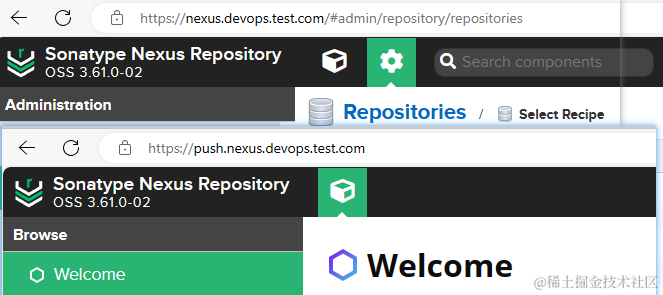 https://nexus.devops.test.com/#admin/repository/repositories
Sonatype Nexus Repository
OSS 3.61.0-02
Search components
Administration
Repositories / Select Recipe
https://push.nexus.devops.test.com
Sonatype Nexus Repository
OSS 3.61.0-02
Browse
Welcome
Welcome
@稀土掘金技术社区